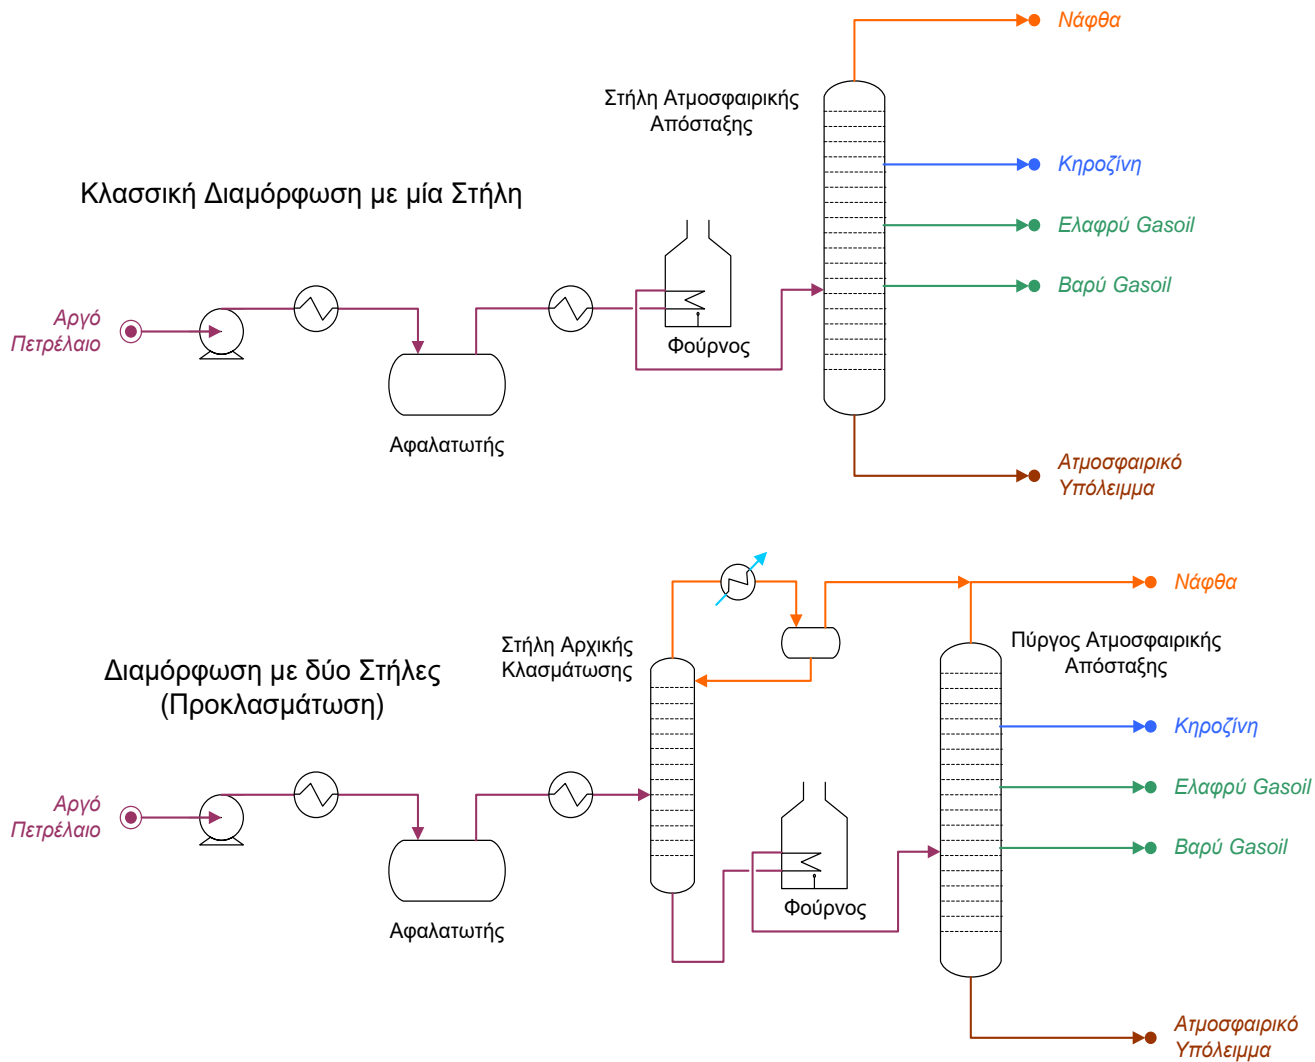 Νάφθα
Στήλη Ατμοσφαιρικής
Απόσταξης
Κηροζίνη
Κλασσική Διαμόρφωση με μία Στήλη
Ελαφρύ Gasoil
Βαρύ Gasoil
Αργό
Πετρέλαιο
Φούρνος
Αφαλατωτής
Ατμοσφαιρικό
Υπόλειμμα
Νάφθα
Στήλη Αρχικής
Κλασμάτωσης
Πύργος Ατμοσφαιρικής
Απόσταξης
Διαμόρφωση με δύο Στήλες
(Προκλασμάτωση)
Κηροζίνη
Ελαφρύ Gasoil
Αργό
Πετρέλαιο
Βαρύ Gasoil
Φούρνος
Αφαλατωτής
Ατμοσφαιρικό
Υπόλειμμα